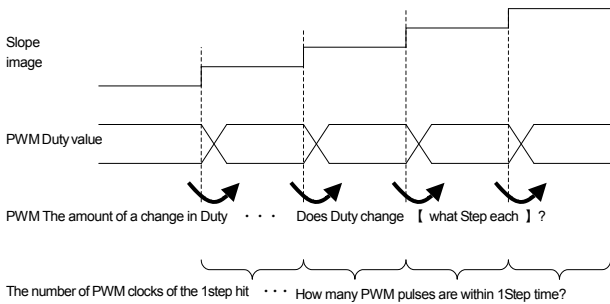 Slope
image
PWM Duty value
PWM The amount of a change in Duty ・・・ Does Duty change 【 what Step each 】?
The number of PWM clocks of the 1step hit ・・・ How many PWM pulses are within 1Step time?